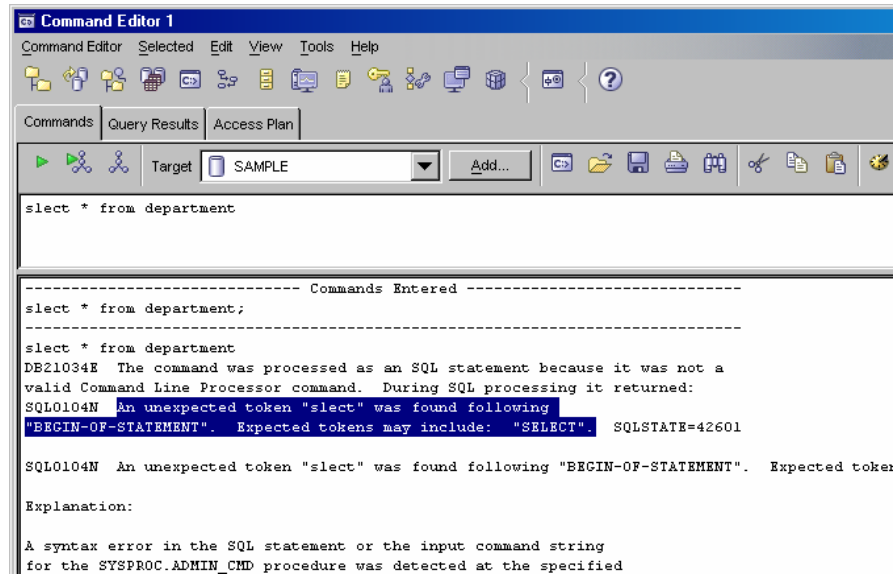 Command Editor 1
Command Editor Selected Edit View Tools Help
Commands Query Results Access Plan
Target SAMPLE Add...
slect * from department
------------------------------ Commands Entered ------------------------------
slect * from department;
------------------------------------------------------------------------------
slect * from department
DB21034E The command was processed as an SQL statement because it was not a
valid Command Line Processor command. During SQL processing it returned:
SQL0104N An unexpected token "slect" was found following
"BEGIN-OF-STATEMENT". Expected tokens may include: "SELECT". SQLSTATE=42601
SQL0104N An unexpected token "slect" was found following "BEGIN-OF-STATEMENT". Expected
Explanation:
A syntax error in the SQL statement or the input command string
for the SYSPROC.ADMIN_CMD procedure was detected at the specified